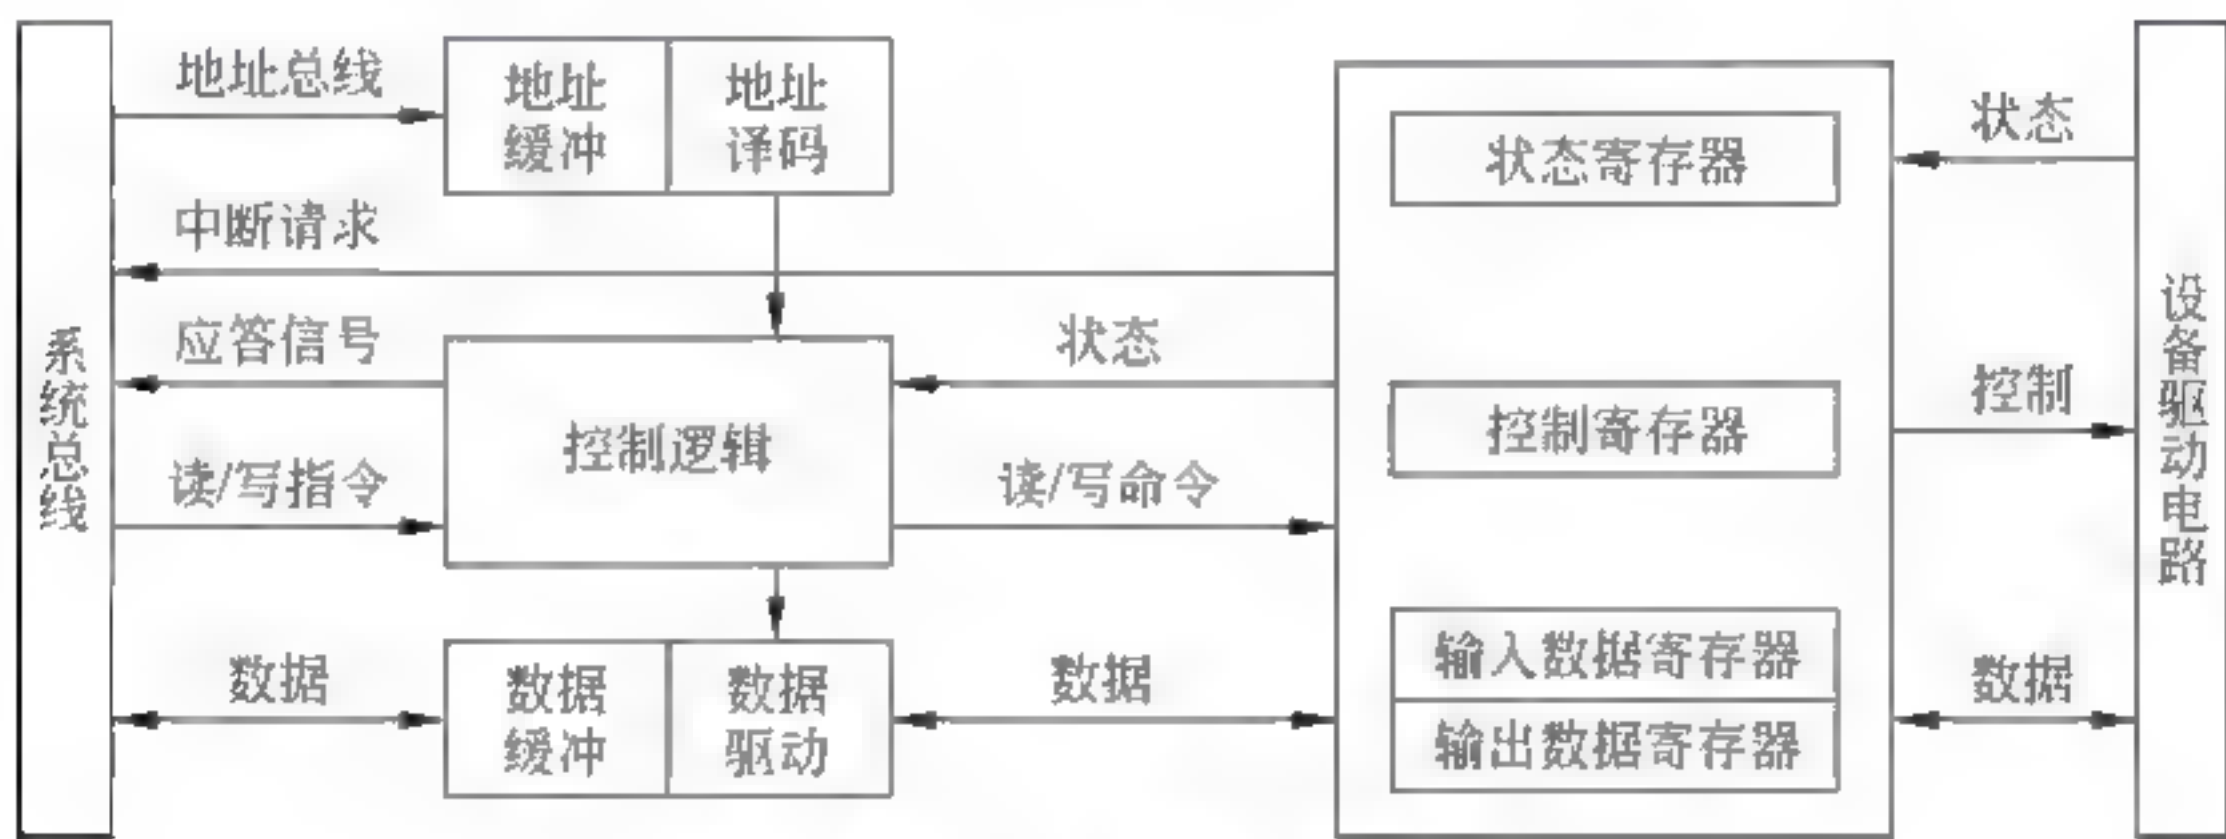 系统总线
地址总线
中断请求
应答信号
读/写指令
数据
地址缓冲
地址译码
控制逻辑
数据缓冲
数据驱动
状态
读/写命令
数据
状态寄存器
控制寄存器
输入数据寄存器
输出数据寄存器
状态
控制
数据
设备驱动电路